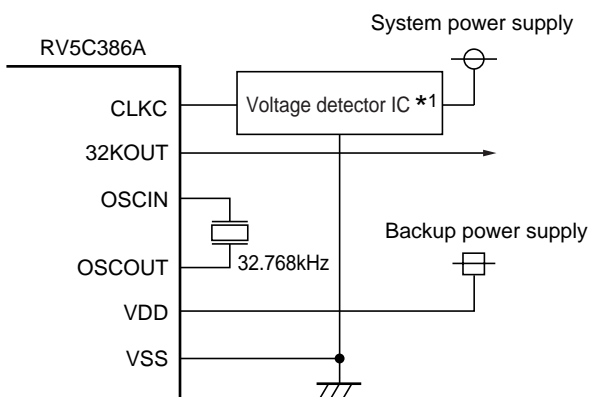 System power supply
RV5C386A
CLKC
Voltage detector IC *1
32KOUT
OSCIN
Backup power supply
OSCOUT
32.768kHz
VDD
VSS